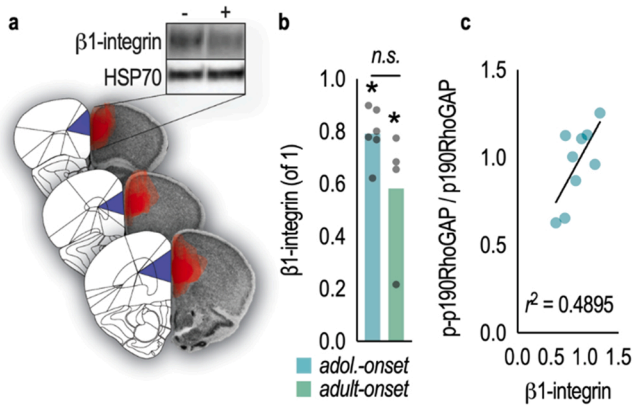 a
- +
β1-integrin
HSP70
b
n.s.
* *
β1-integrin (of 1)
1.0
0.8
0.6
0.4
0.2
0.0
adol.-onset
adult-onset
c
p-p190RhoGAP / p190RhoGAP
1.5
1.0
0.5
0.0
r² = 0.4895
0.0 0.5 1.0 1.5
β1-integrin